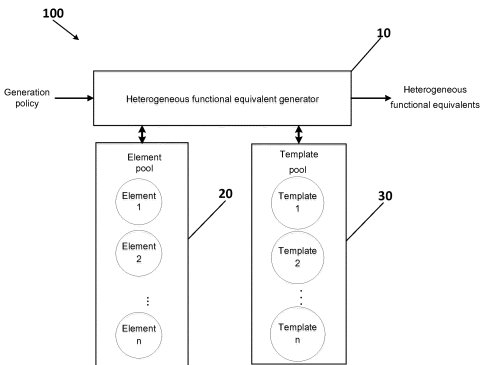 100
10
Generation
policy
Heterogeneous functional equivalent generator
Heterogeneous
functional equivalents
Element
pool
Element
1
Element
2
⋮
Element
n
20
Template
pool
Template
1
Template
2
⋮
Template
n
30